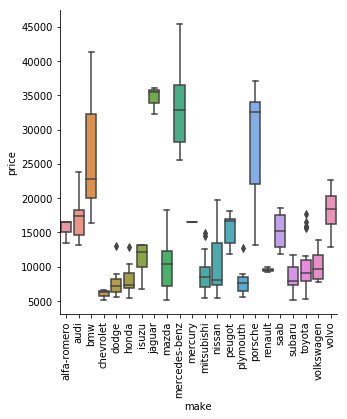 45000
40000
35000
30000
25000
20000
15000
10000
5000
price
alfa-romero
audi
bmw
chevrolet
dodge
honda
isuzu
jaguar
mazda
mercedes-benz
mercury
mitsubishi
nissan
peugot
plymouth
porsche
renault
saab
subaru
toyota
volkswagen
volvo
make